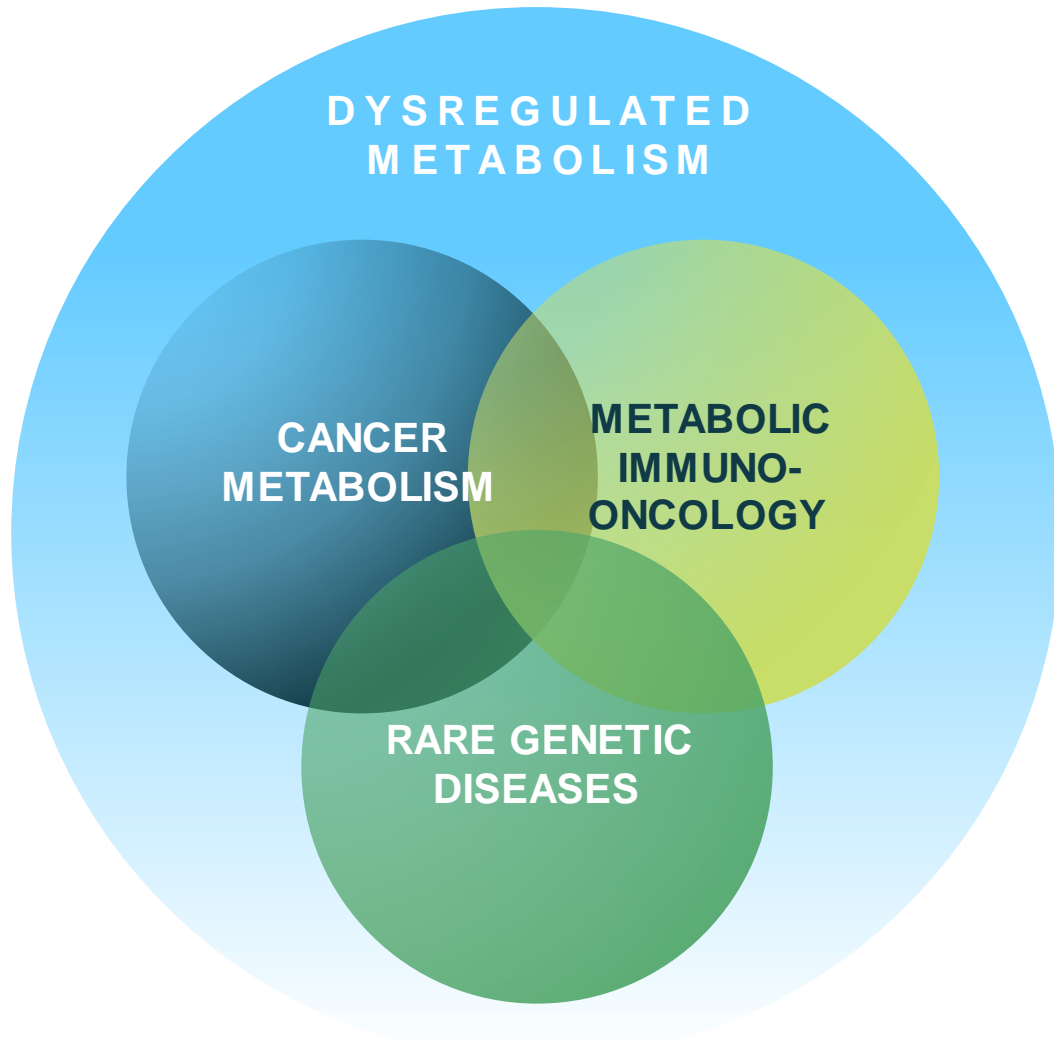 DYSREGULATED
METABOLISM
CANCER
METABOLISM
METABOLIC
IMMUNO-
ONCOLOGY
RARE GENETIC
DISEASES